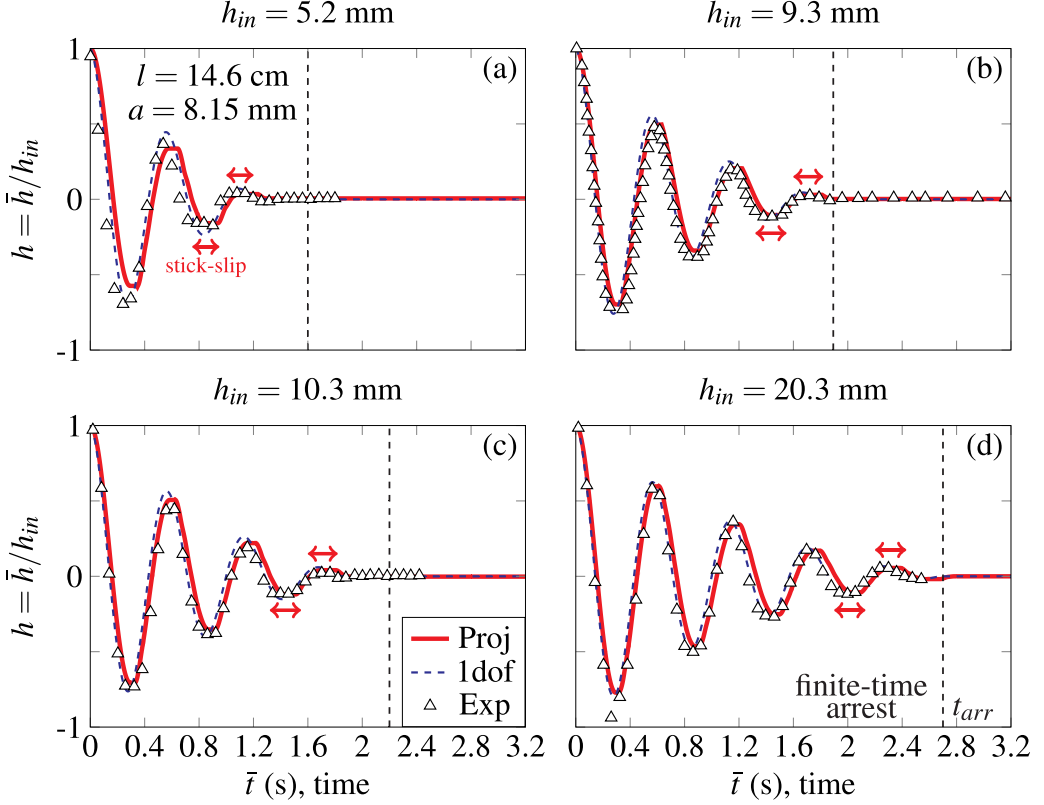 h_in = 5.2 mm
h_in = 9.3 mm
1
0
-1
h = h̄/h_in
l = 14.6 cm
a = 8.15 mm
(a)
stick-slip
(b)
h_in = 10.3 mm
h_in = 20.3 mm
1
0
-1
h = h̄/h_in
(c)
Proj
1dof
Exp
(d)
finite-time
arrest
t_arr
0 0.4 0.8 1.2 1.6 2 2.4 2.8 3.2
0 0.4 0.8 1.2 1.6 2 2.4 2.8 3.2
t̄ (s), time
t̄ (s), time